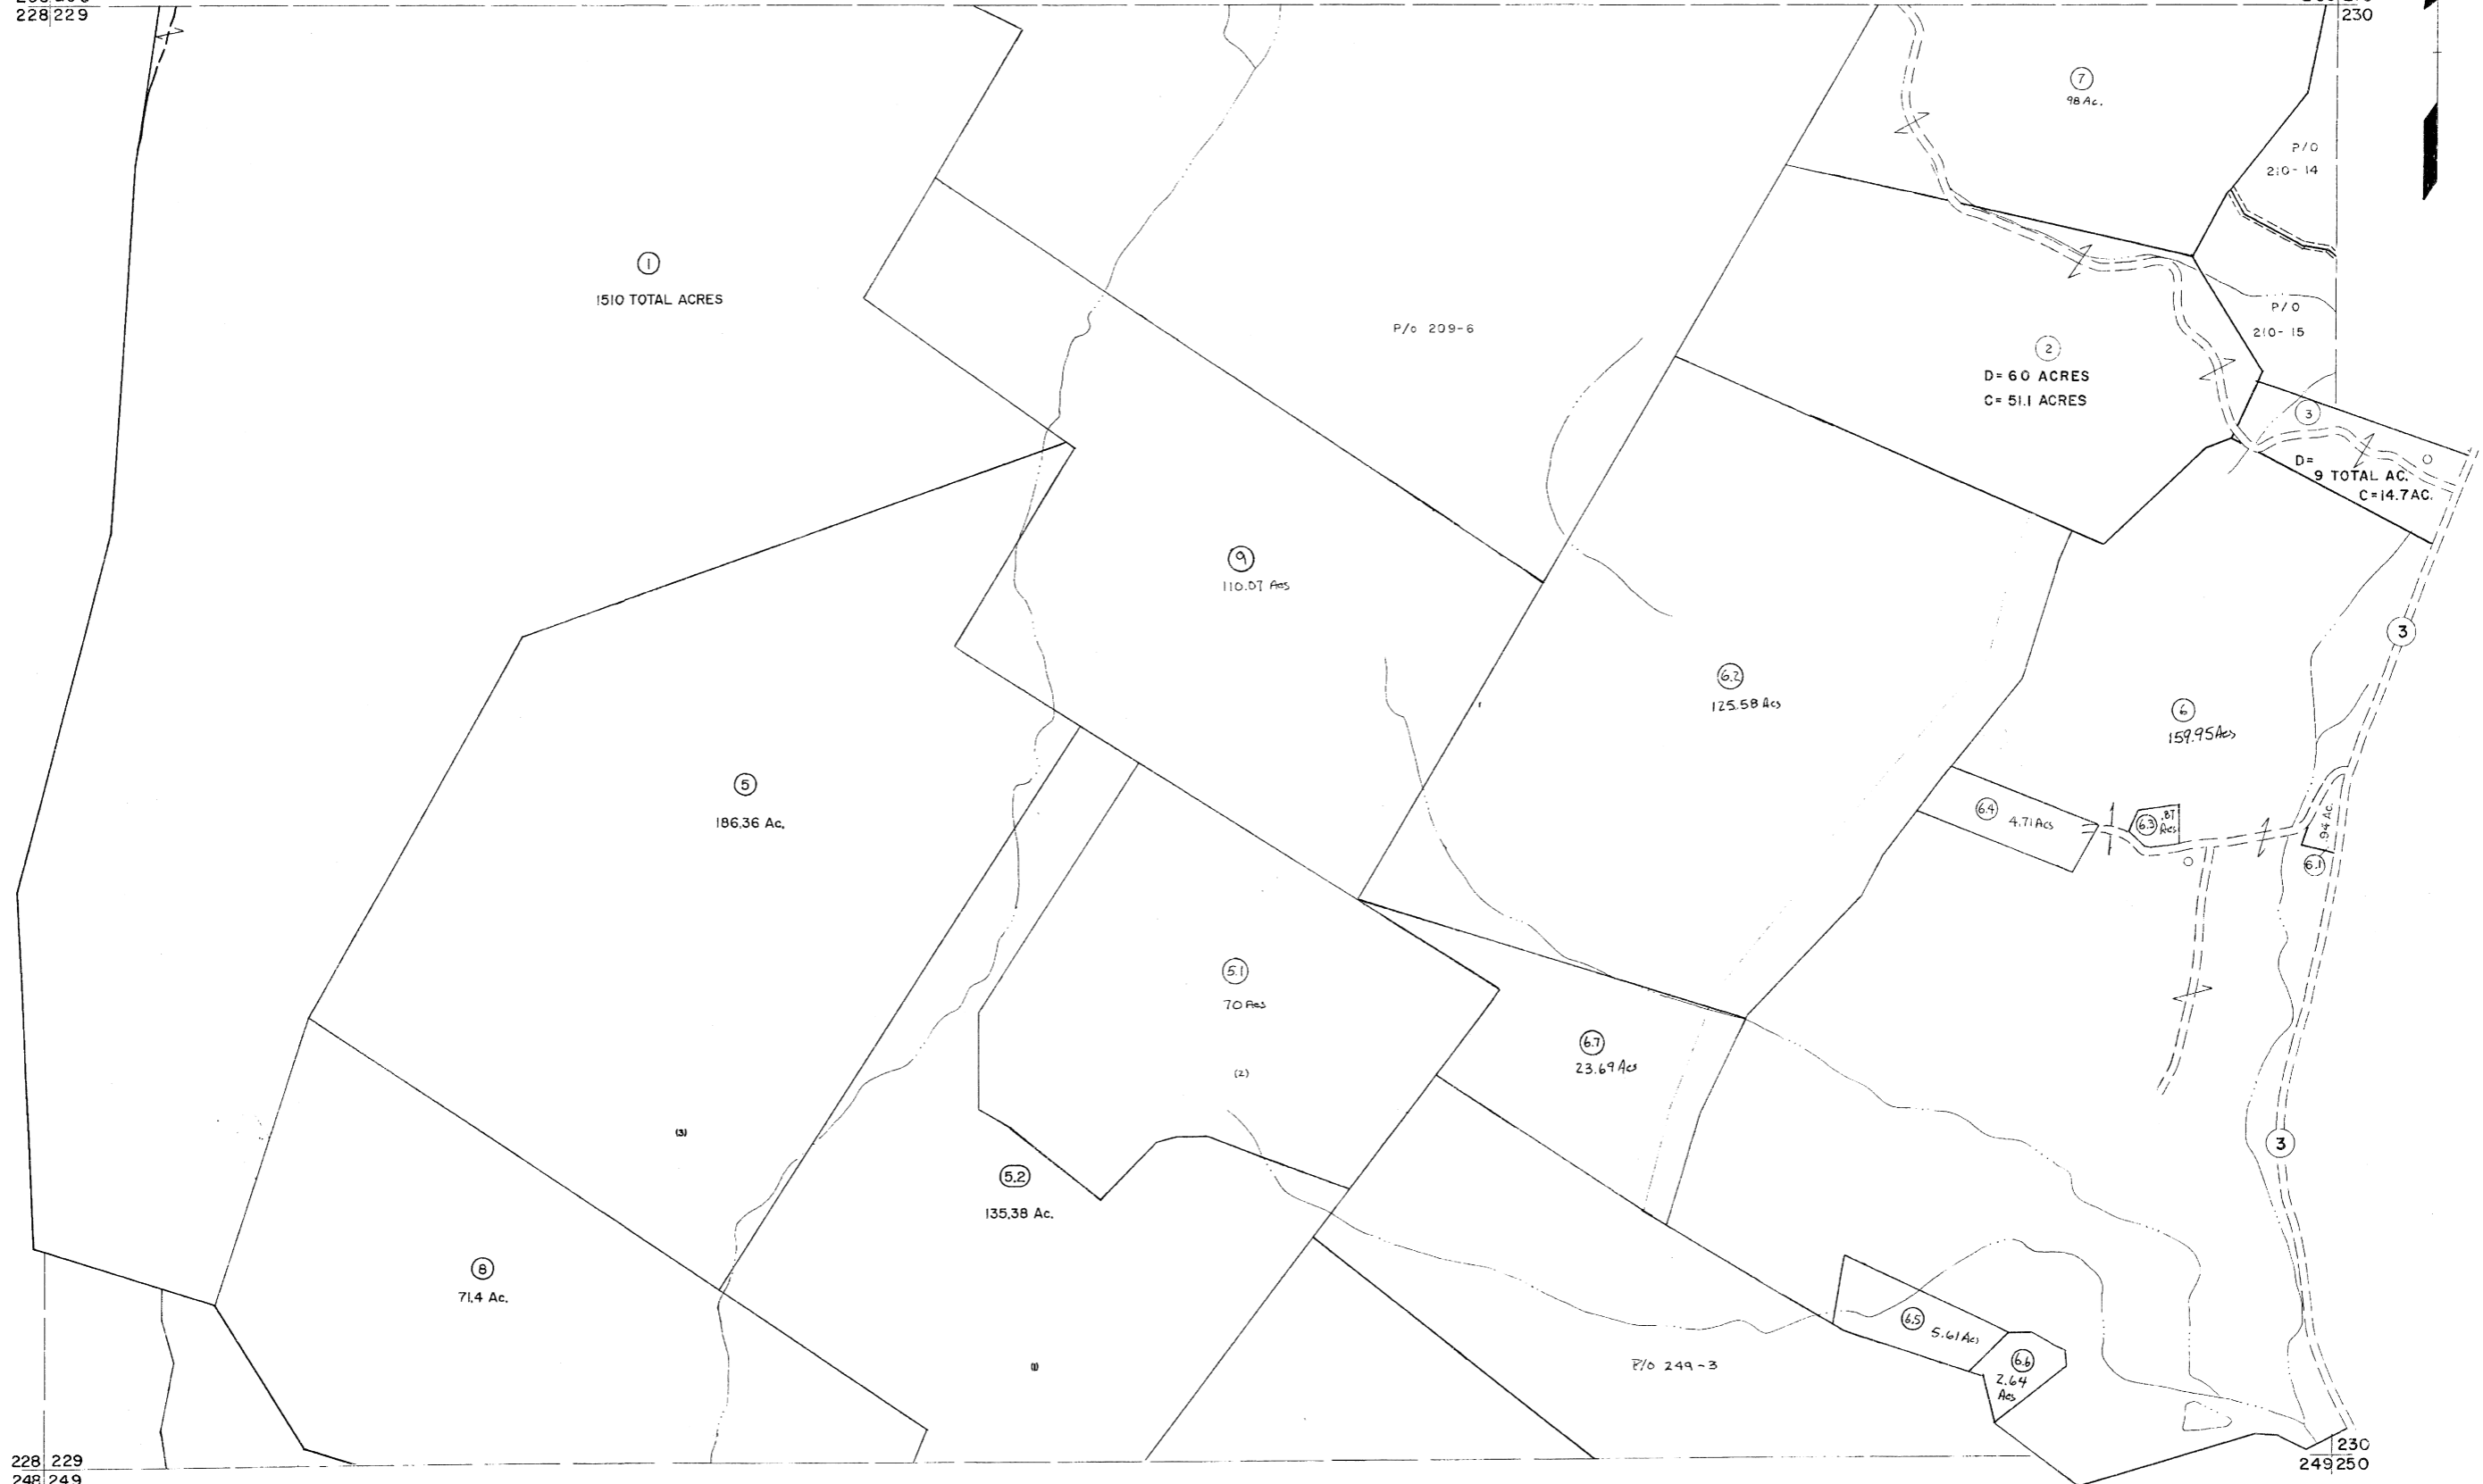 228 229
230
7
98 Ac.
P/O
210-14
1
1510 TOTAL ACRES
P/O
210-15
P/o 209-6
2
D= 60 ACRES
C= 51.1 ACRES
3
D=
9 TOTAL AC.
C=14.7 AC.
9
110.07 Acs
3
6.2
125.58 Acs
6
159.95 Acs
5
186.36 Ac.
6.4
4.71 Acs
6.3
.87
Acs
.94 Ac.
6.1
5.1
70 Acs
6.7
23.69 Acs
(2)
(3)
3
5.2
135.38 Ac.
8
71.4 Ac.
6.5
5.61 Acs
P/O 249-3
6.6
2.64
Acs
(1)
230
228 229
249 250
248 249